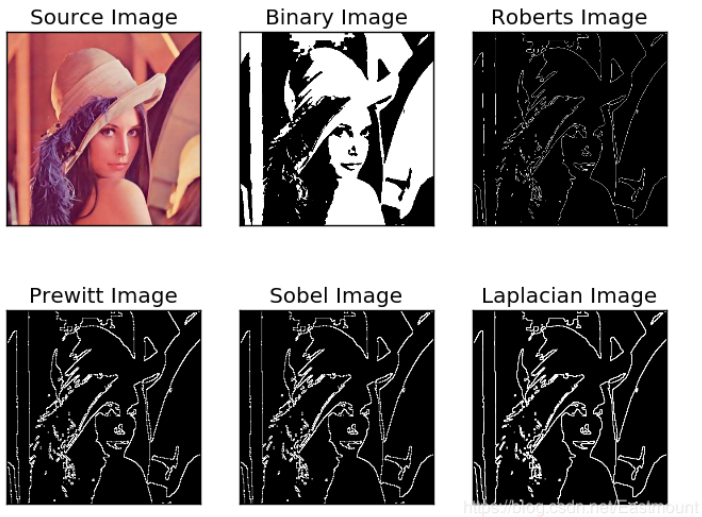 Source Image
Binary Image
Roberts Image
Prewitt Image
Sobel Image
Laplacian Image
https://blog.csdn.net/Eastmount